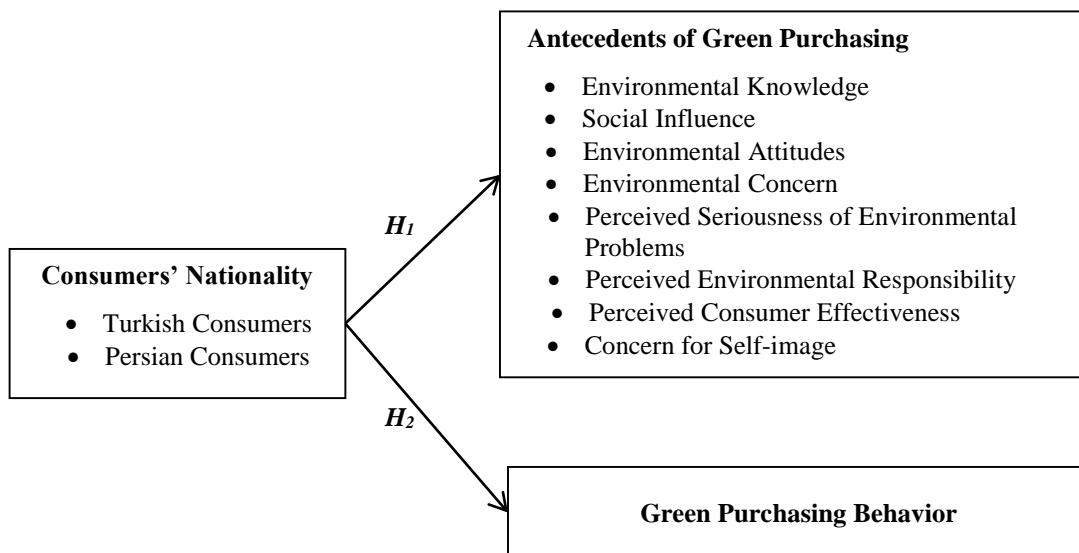 Antecedents of Green Purchasing
• Environmental Knowledge
• Social Influence
• Environmental Attitudes
• Environmental Concern
• Perceived Seriousness of Environmental
Problems
• Perceived Environmental Responsibility
• Perceived Consumer Effectiveness
• Concern for Self-image
H1
Consumers’ Nationality
• Turkish Consumers
• Persian Consumers
H2
Green Purchasing Behavior